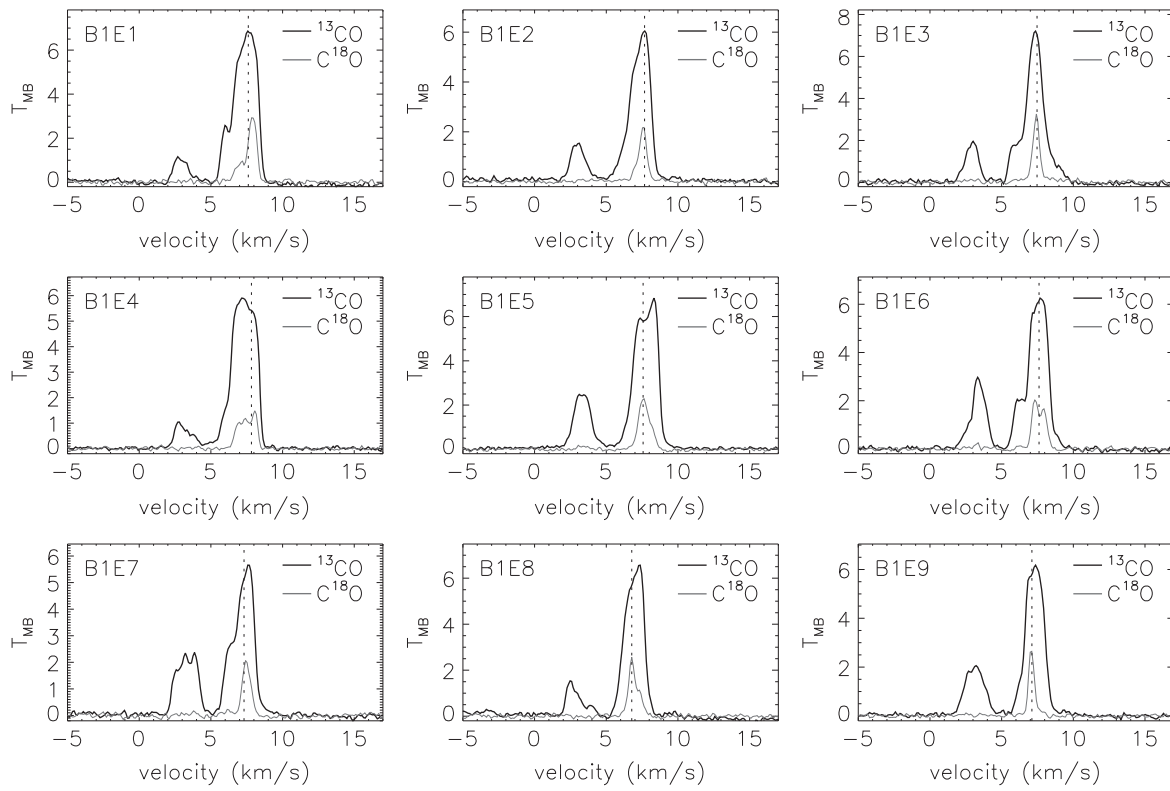 B1E1 ¹³CO
C¹⁸O
T_MB
6
4
2
0
−5 0 5 10 15
velocity (km/s)
B1E2 ¹³CO
C¹⁸O
T_MB
6
4
2
0
−5 0 5 10 15
velocity (km/s)
B1E3 ¹³CO
C¹⁸O
T_MB
8
6
4
2
0
−5 0 5 10 15
velocity (km/s)
B1E4 ¹³CO
C¹⁸O
T_MB
6
5
4
3
2
1
0
−5 0 5 10 15
velocity (km/s)
B1E5 ¹³CO
C¹⁸O
T_MB
6
4
2
0
−5 0 5 10 15
velocity (km/s)
B1E6 ¹³CO
C¹⁸O
T_MB
6
4
2
0
−5 0 5 10 15
velocity (km/s)
B1E7 ¹³CO
C¹⁸O
T_MB
6
5
4
3
2
1
0
−5 0 5 10 15
velocity (km/s)
B1E8 ¹³CO
C¹⁸O
T_MB
6
4
2
0
−5 0 5 10 15
velocity (km/s)
B1E9 ¹³CO
C¹⁸O
T_MB
6
4
2
0
−5 0 5 10 15
velocity (km/s)